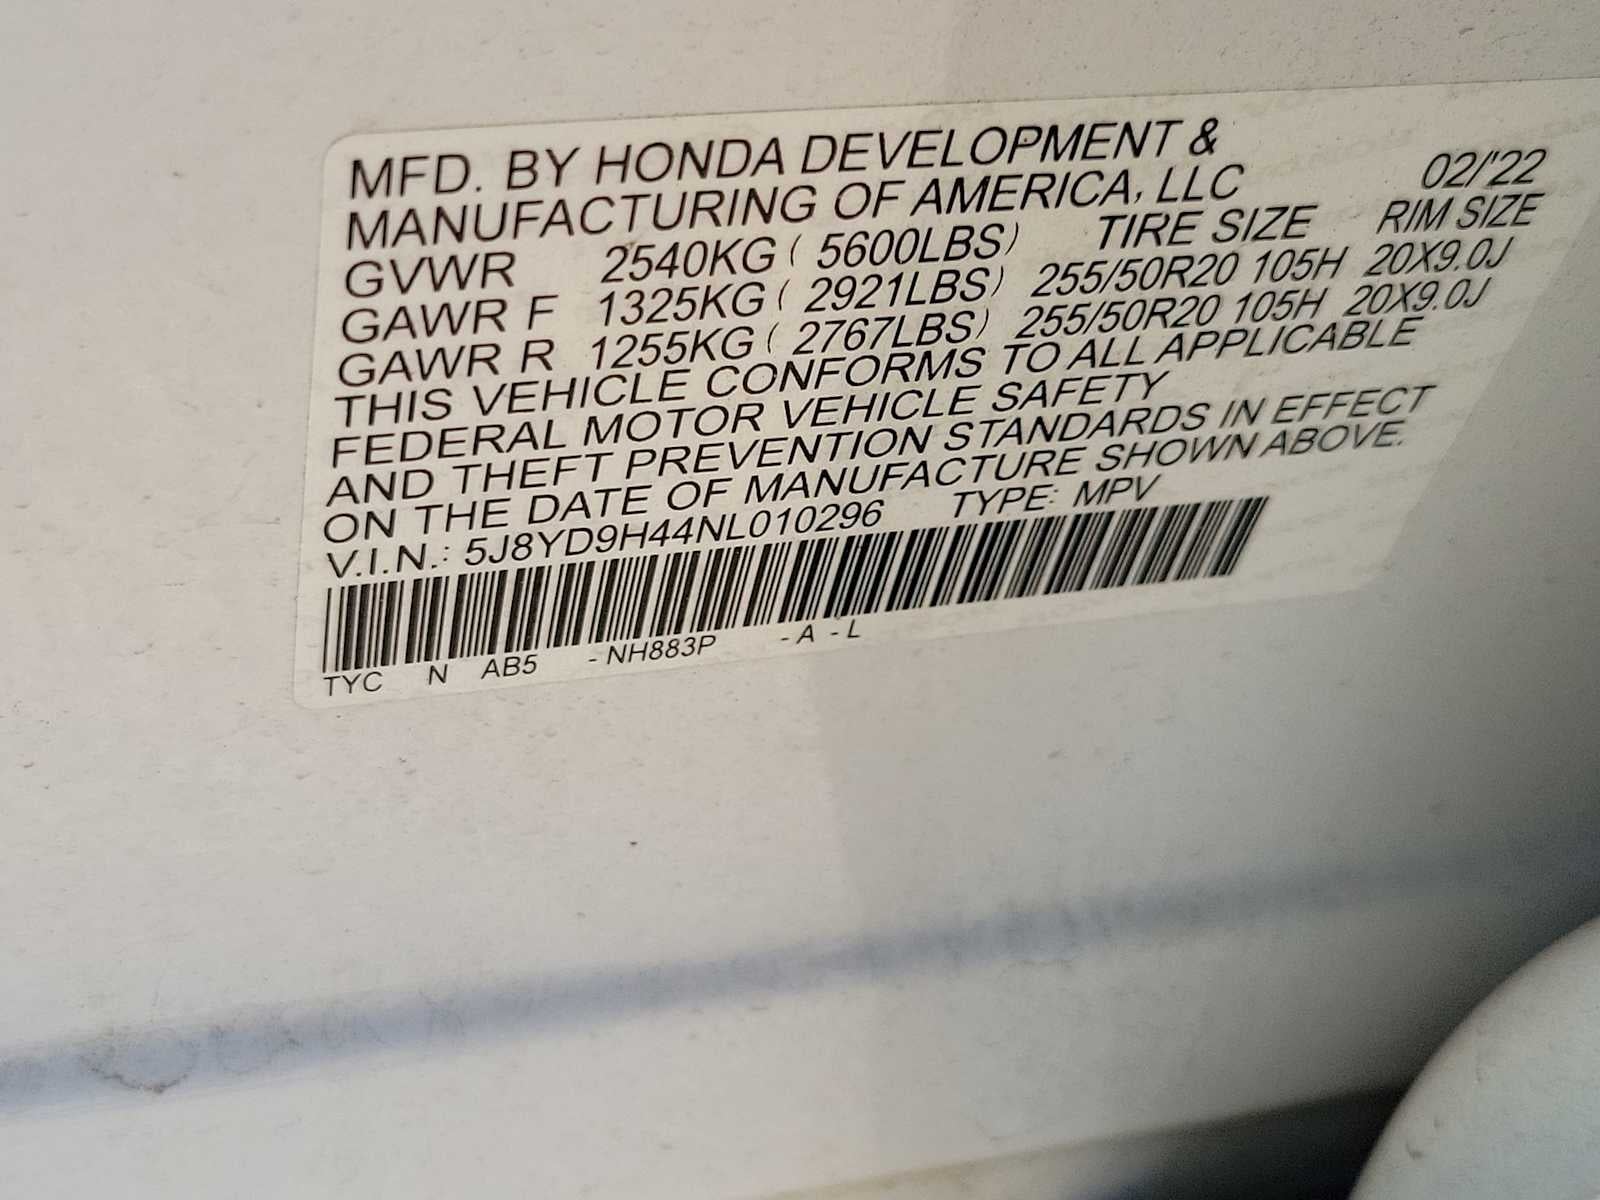 MFD. BY HONDA DEVELOPMENT &
MANUFACTURING OF AMERICA, LLC 02/'22
GVWR 2540KG ( 5600LBS) TIRE SIZE RIM SIZE
GAWR F 1325KG ( 2921LBS) 255/50R20 105H 20X9.0J
GAWR R 1255KG ( 2767LBS) 255/50R20 105H 20X9.0J
THIS VEHICLE CONFORMS TO ALL APPLICABLE
FEDERAL MOTOR VEHICLE SAFETY
AND THEFT PREVENTION STANDARDS IN EFFECT
ON THE DATE OF MANUFACTURE SHOWN ABOVE.
V.I.N.: 5J8YD9H44NL010296 TYPE: MPV
TYC N AB5 -NH883P -A -L